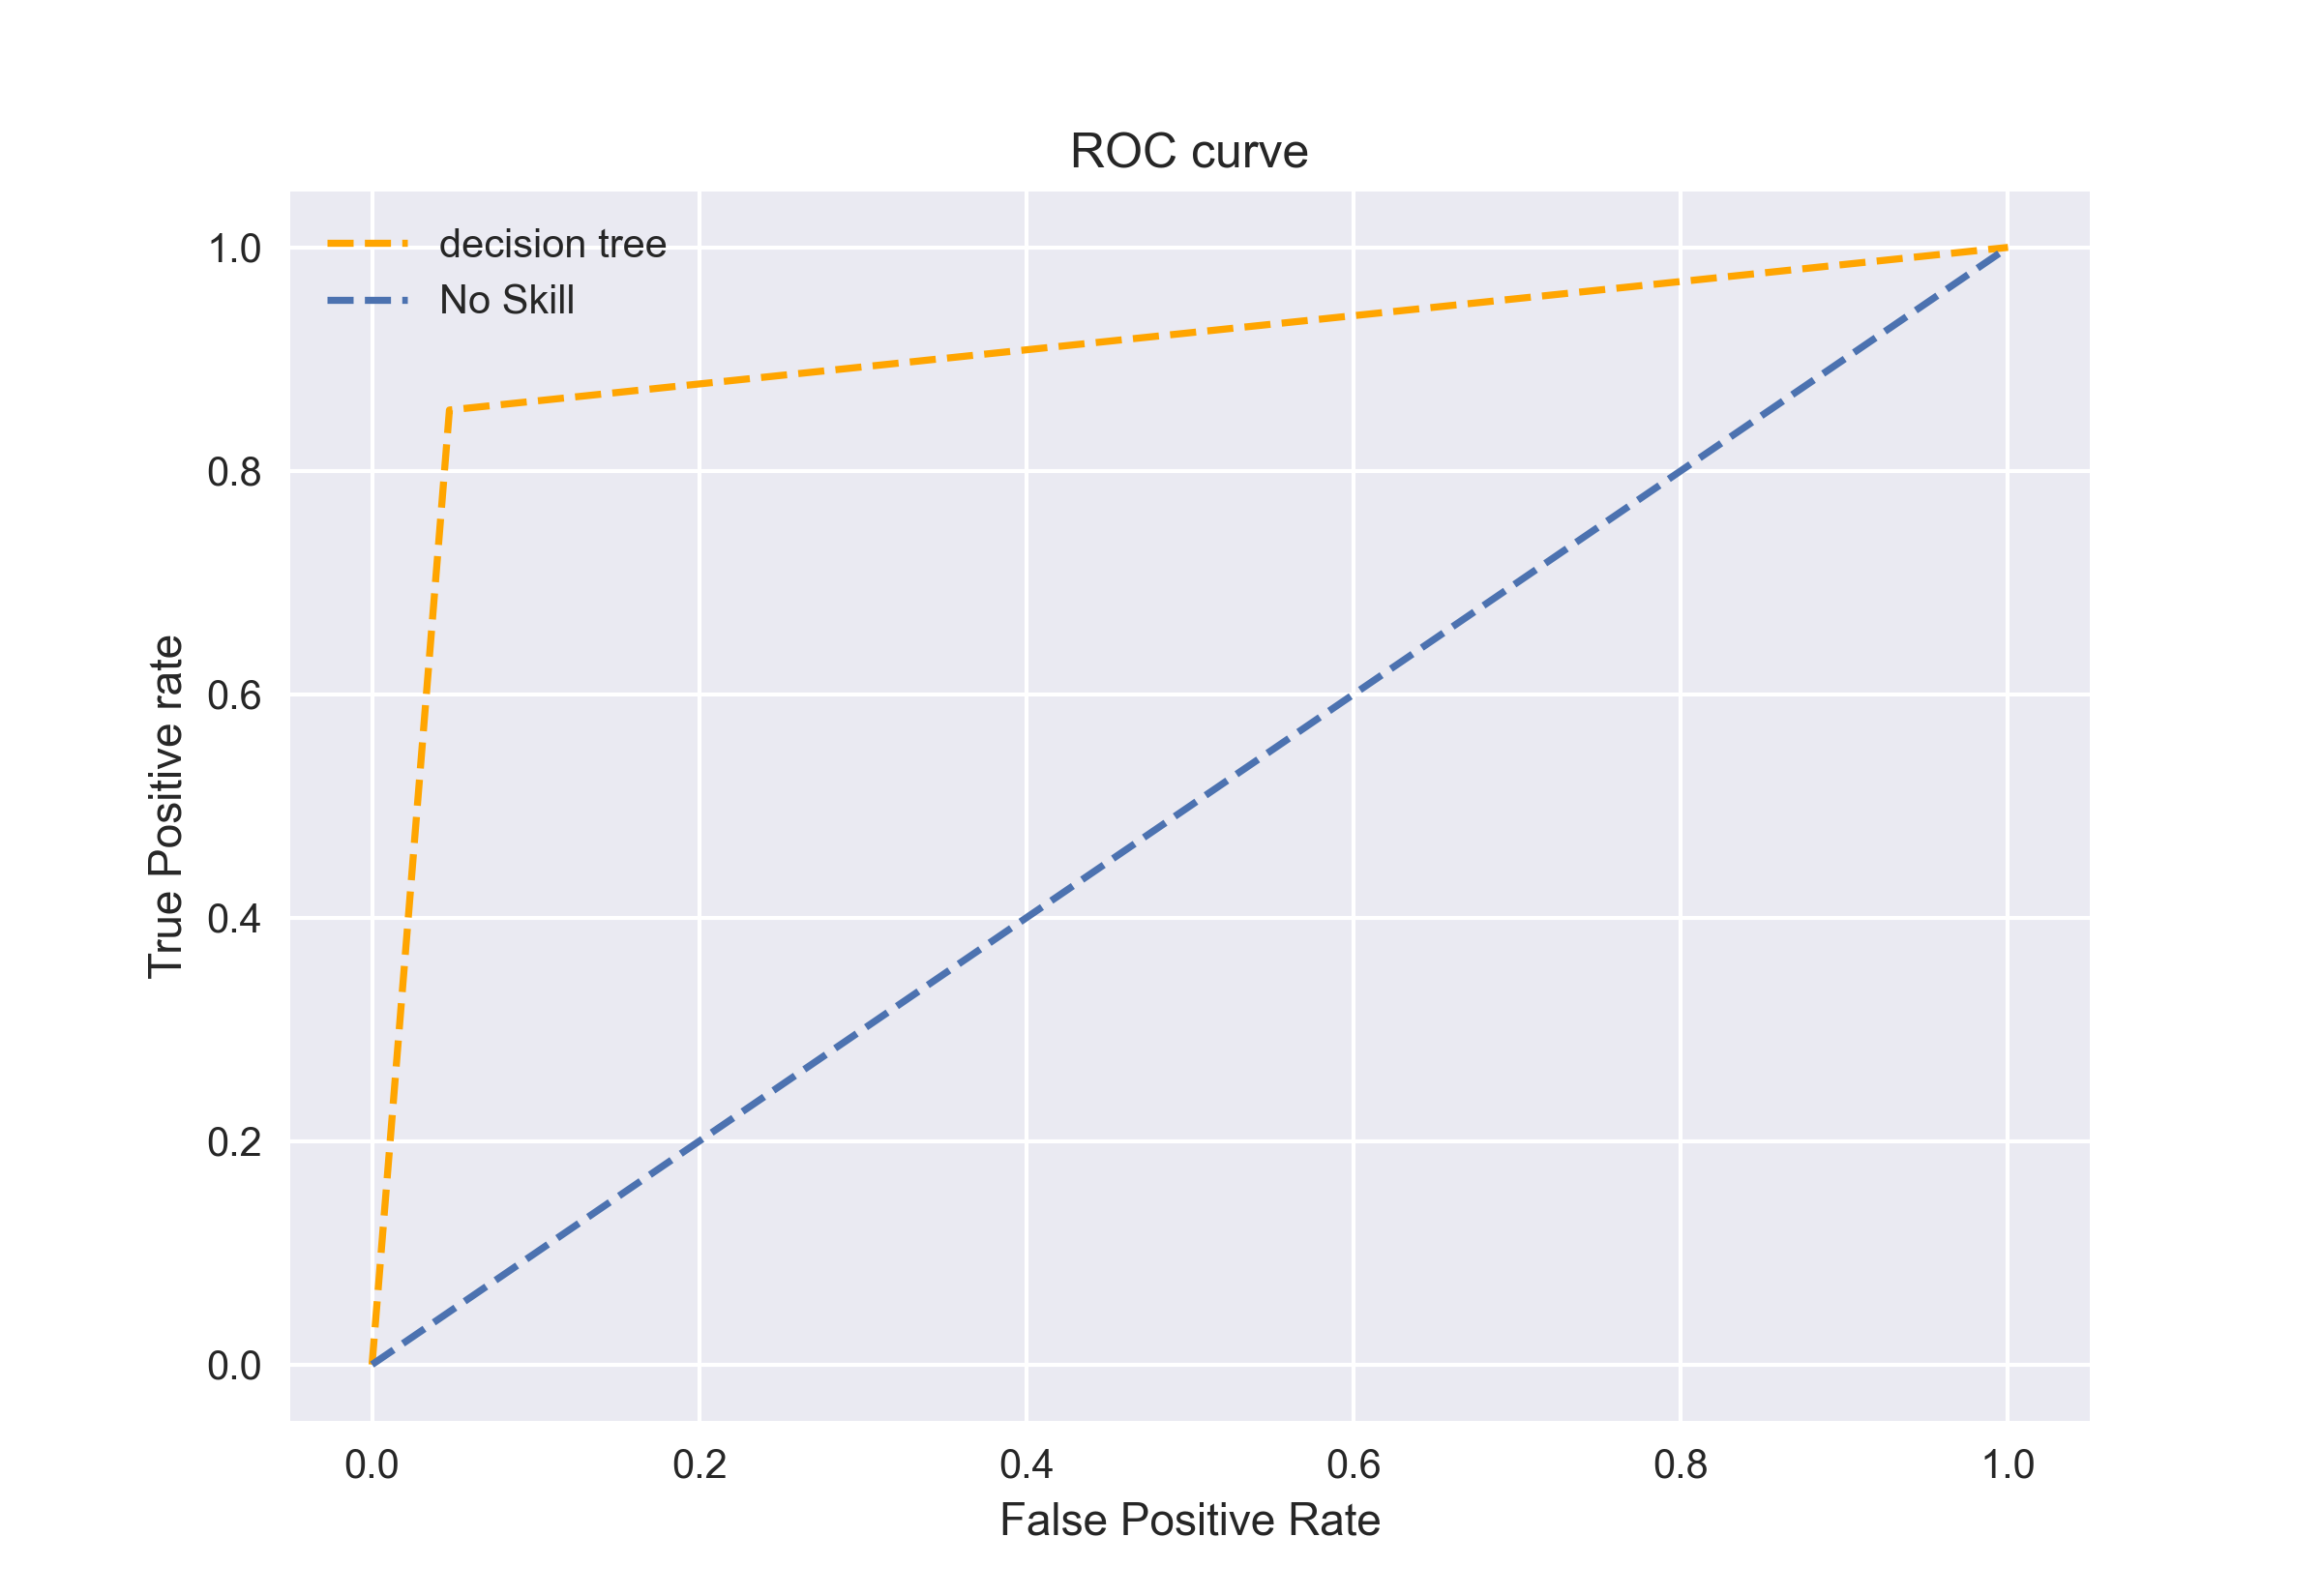 ROC curve
decision tree
No Skill
True Positive rate
1.0
0.8
0.6
0.4
0.2
0.0
0.0 0.2 0.4 0.6 0.8 1.0
False Positive Rate